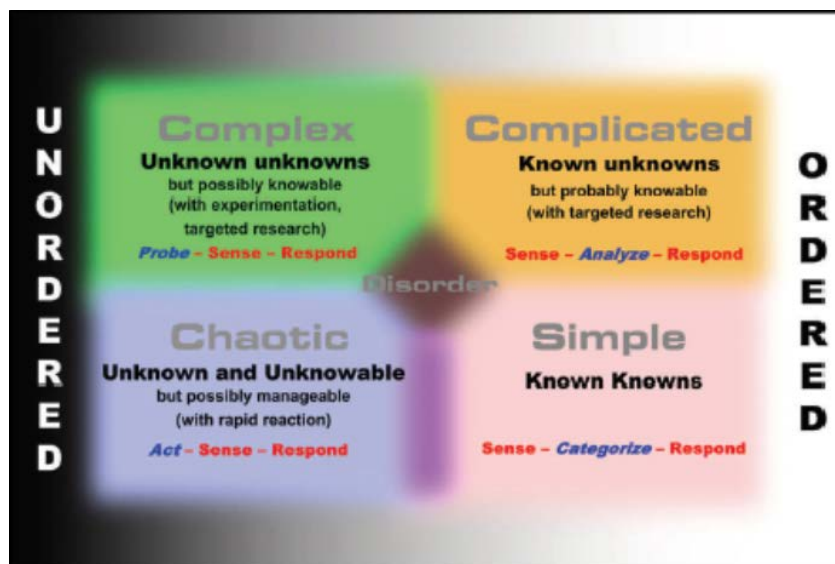 UNORDERED
Complex
Unknown unknowns
but possibly knowable
(with experimentation,
targeted research)
Probe – Sense – Respond
Complicated
Known unknowns
but probably knowable
(with targeted research)
Sense – Analyze – Respond
Disorder
Chaotic
Unknown and Unknowable
but possibly manageable
(with rapid reaction)
Act – Sense – Respond
Simple
Known Knowns
Sense – Categorize – Respond
ORDERED